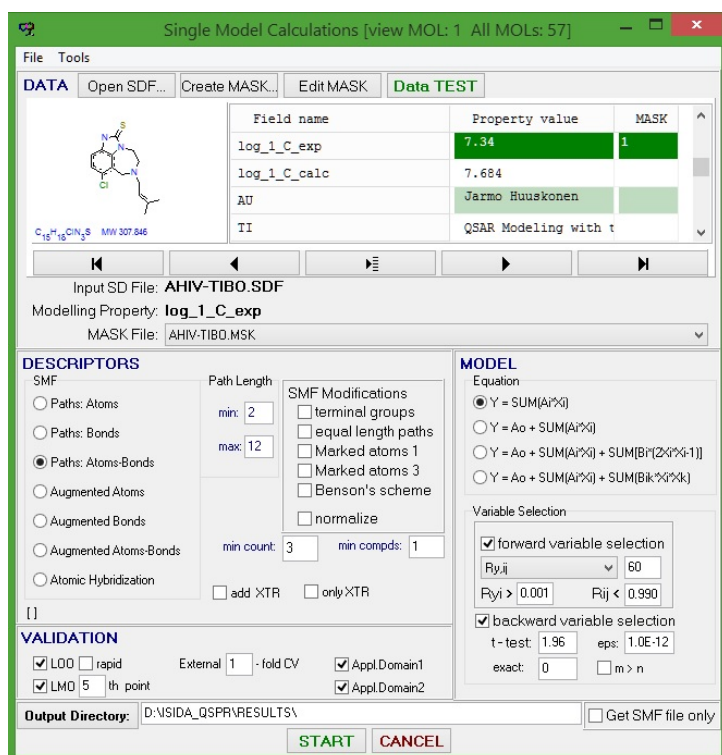 Single Model Calculations [view MOL: 1 All MOLs: 57]
File Tools
DATA Open SDF... Create MASK... Edit MASK Data TEST
Field name Property value MASK
log_1_C_exp 7.34 1
log_1_C_calc 7.684
AU Jarmo Huuskonen
TI QSAR Modeling with t
S
N
N
N
N
Cl
C15H18ClN3S MW 307.846
Input SD File: AHIV-TIBO.SDF
Modelling Property: log_1_C_exp
MASK File: AHIV-TIBO.MSK
DESCRIPTORS
SMF
Paths: Atoms
Paths: Bonds
Paths: Atoms-Bonds
Augmented Atoms
Augmented Bonds
Augmented Atoms-Bonds
Atomic Hybridization
[ ]
Path Length
min: 2
max: 12
SMF Modifications
terminal groups
equal length paths
Marked atoms 1
Marked atoms 3
Benson's scheme
normalize
min count: 3 min compds: 1
add XTR only XTR
MODEL
Equation
Y = SUM(Ai*Xi)
Y = Ao + SUM(Ai*Xi)
Y = Ao + SUM(Ai*Xi) + SUM[Bi*(2Xi*Xi-1)]
Y = Ao + SUM(Ai*Xi) + SUM(Bik*Xi*Xk)
Variable Selection
forward variable selection
Ry,ij 60
Ryi > 0.001 Rij < 0.990
backward variable selection
t-test: 1.96 eps: 1.0E-12
exact: 0 m > n
VALIDATION
LOO rapid External 1 - fold CV Appl.Domain1
LMO 5 th point Appl.Domain2
Output Directory: D:\ISIDA_QSPR\RESULTS\ Get SMF file only
START CANCEL